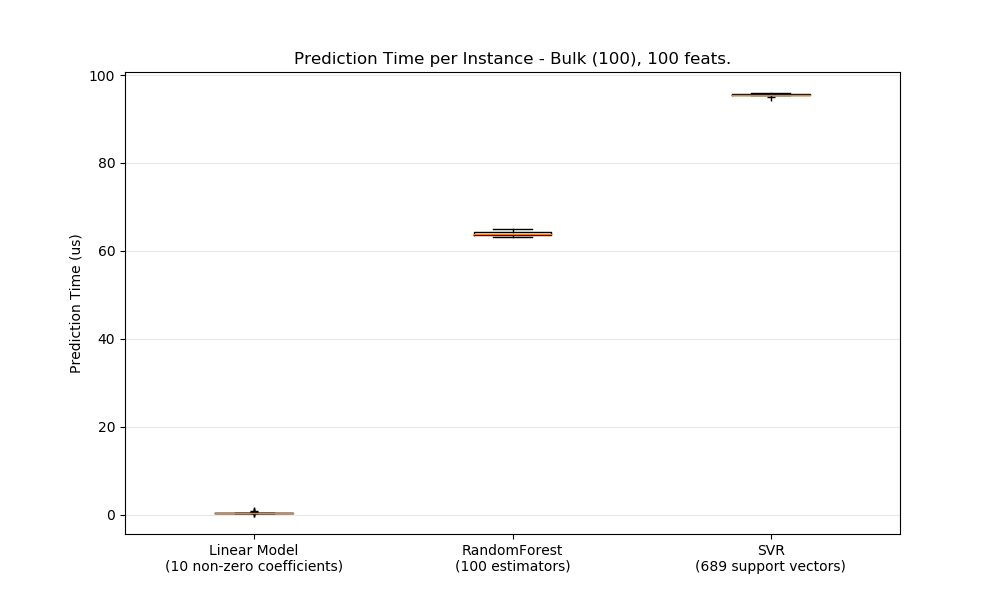 Prediction Time per Instance - Bulk (100), 100 feats.
Prediction Time (us)
100
80
60
40
20
0
Linear Model
(10 non-zero coefficients)
RandomForest
(100 estimators)
SVR
(689 support vectors)